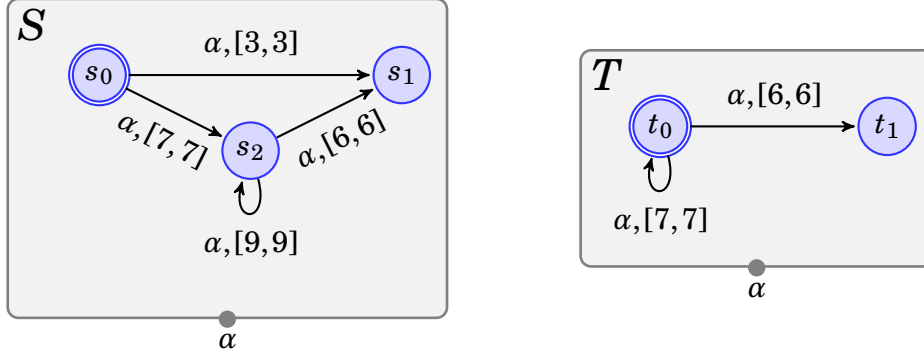 S
s₀
α,[3,3]
s₁
α,[7,7]
s₂
α,[6,6]
α,[9,9]
α
T
t₀
α,[6,6]
t₁
α,[7,7]
α